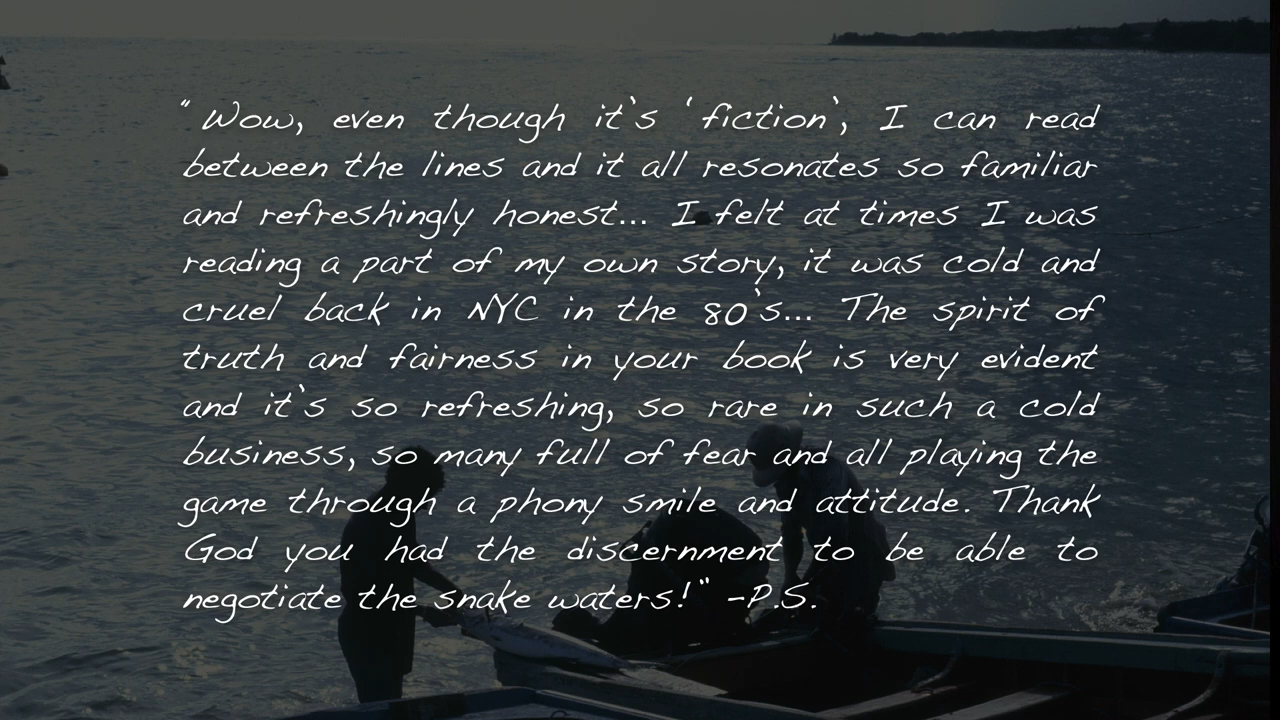 "Wow, even though it's 'fiction', I can read
between the lines and it all resonates so familiar
and refreshingly honest... I felt at times I was
reading a part of my own story, it was cold and
cruel back in NYC in the 80's... The spirit of
truth and fairness in your book is very evident
and it's so refreshing, so rare in such a cold
business, so many full of fear and all playing the
game through a phony smile and attitude. Thank
God you had the discernment to be able to
negotiate the snake waters!" -P.S.